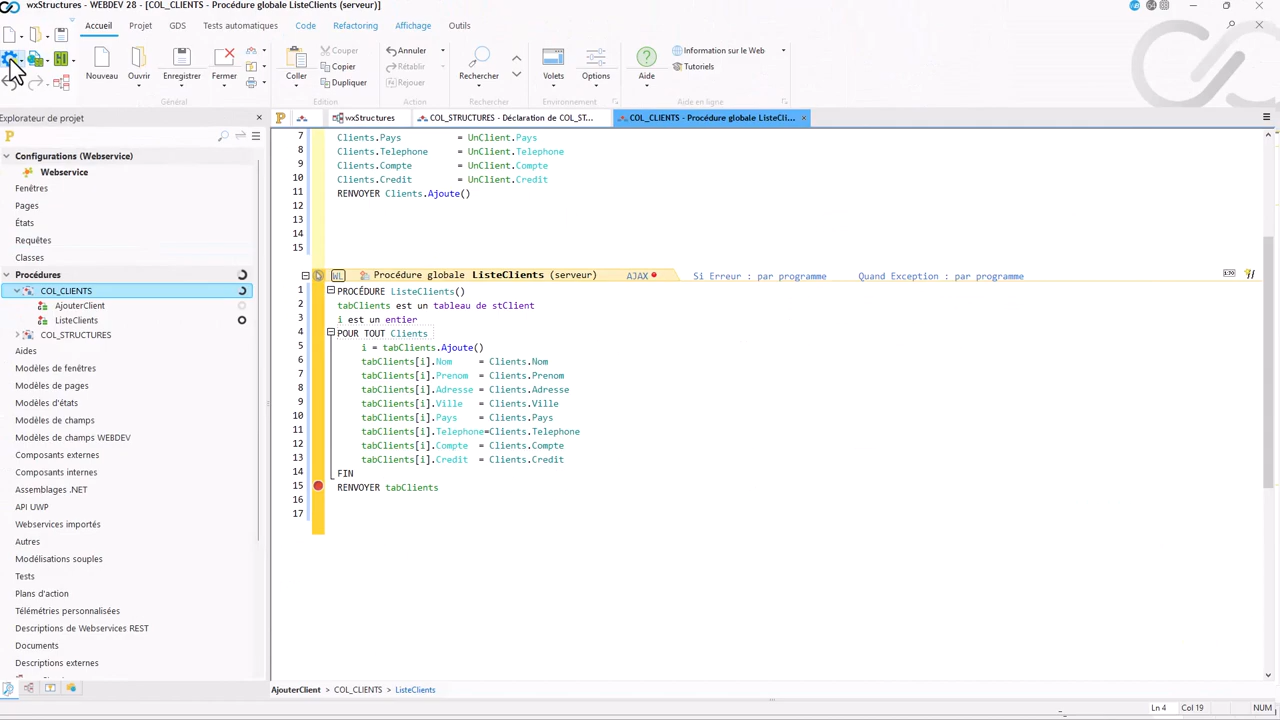 wxStructures - WEBDEV 28 - [COL_CLIENTS - Procédure globale ListeClients (serveur)]
Accueil Projet GDS Tests automatiques Code Refactoring Affichage Outils
Nouveau Ouvrir Enregistrer Fermer
Général
Coller
Couper
Copier
Dupliquer
Edition
Annuler
Rétablir
Rejouer
Action
Rechercher
Rechercher
Volets Options
Environnement
Aide
Information sur le Web
Tutoriels
Aide en ligne
Explorateur de projet
wxStructures COL_STRUCTURES - Déclaration de COL_ST... COL_CLIENTS - Procédure globale ListeCli...
Configurations (Webservice)
Webservice
Fenêtres
Pages
États
Requêtes
Classes
Procédures
COL_CLIENTS
AjouterClient
ListeClients
COL_STRUCTURES
Aides
Modèles de fenêtres
Modèles de pages
Modèles d'états
Modèles de champs
Modèles de champs WEBDEV
Composants externes
Composants internes
Assemblages .NET
API UWP
Webservices importés
Autres
Modélisations souples
Tests
Plans d'action
Télémétries personnalisées
Descriptions de Webservices REST
Documents
Descriptions externes
7 Clients.Pays = UnClient.Pays
8 Clients.Telephone = UnClient.Telephone
9 Clients.Compte = UnClient.Compte
10 Clients.Credit = UnClient.Credit
11 RENVOYER Clients.Ajoute()
12
13
14
15
WL Procédure globale ListeClients (serveur) AJAX Si Erreur : par programme Quand Exception : par programme
1 PROCÉDURE ListeClients()
2 tabClients est un tableau de stClient
3 i est un entier
4 POUR TOUT Clients
5 i = tabClients.Ajoute()
6 tabClients[i].Nom = Clients.Nom
7 tabClients[i].Prenom = Clients.Prenom
8 tabClients[i].Adresse = Clients.Adresse
9 tabClients[i].Ville = Clients.Ville
10 tabClients[i].Pays = Clients.Pays
11 tabClients[i].Telephone=Clients.Telephone
12 tabClients[i].Compte = Clients.Compte
13 tabClients[i].Credit = Clients.Credit
14 FIN
15 RENVOYER tabClients
16
17
AjouterClient > COL_CLIENTS > ListeClients
Ln 4 Col 19 NUM